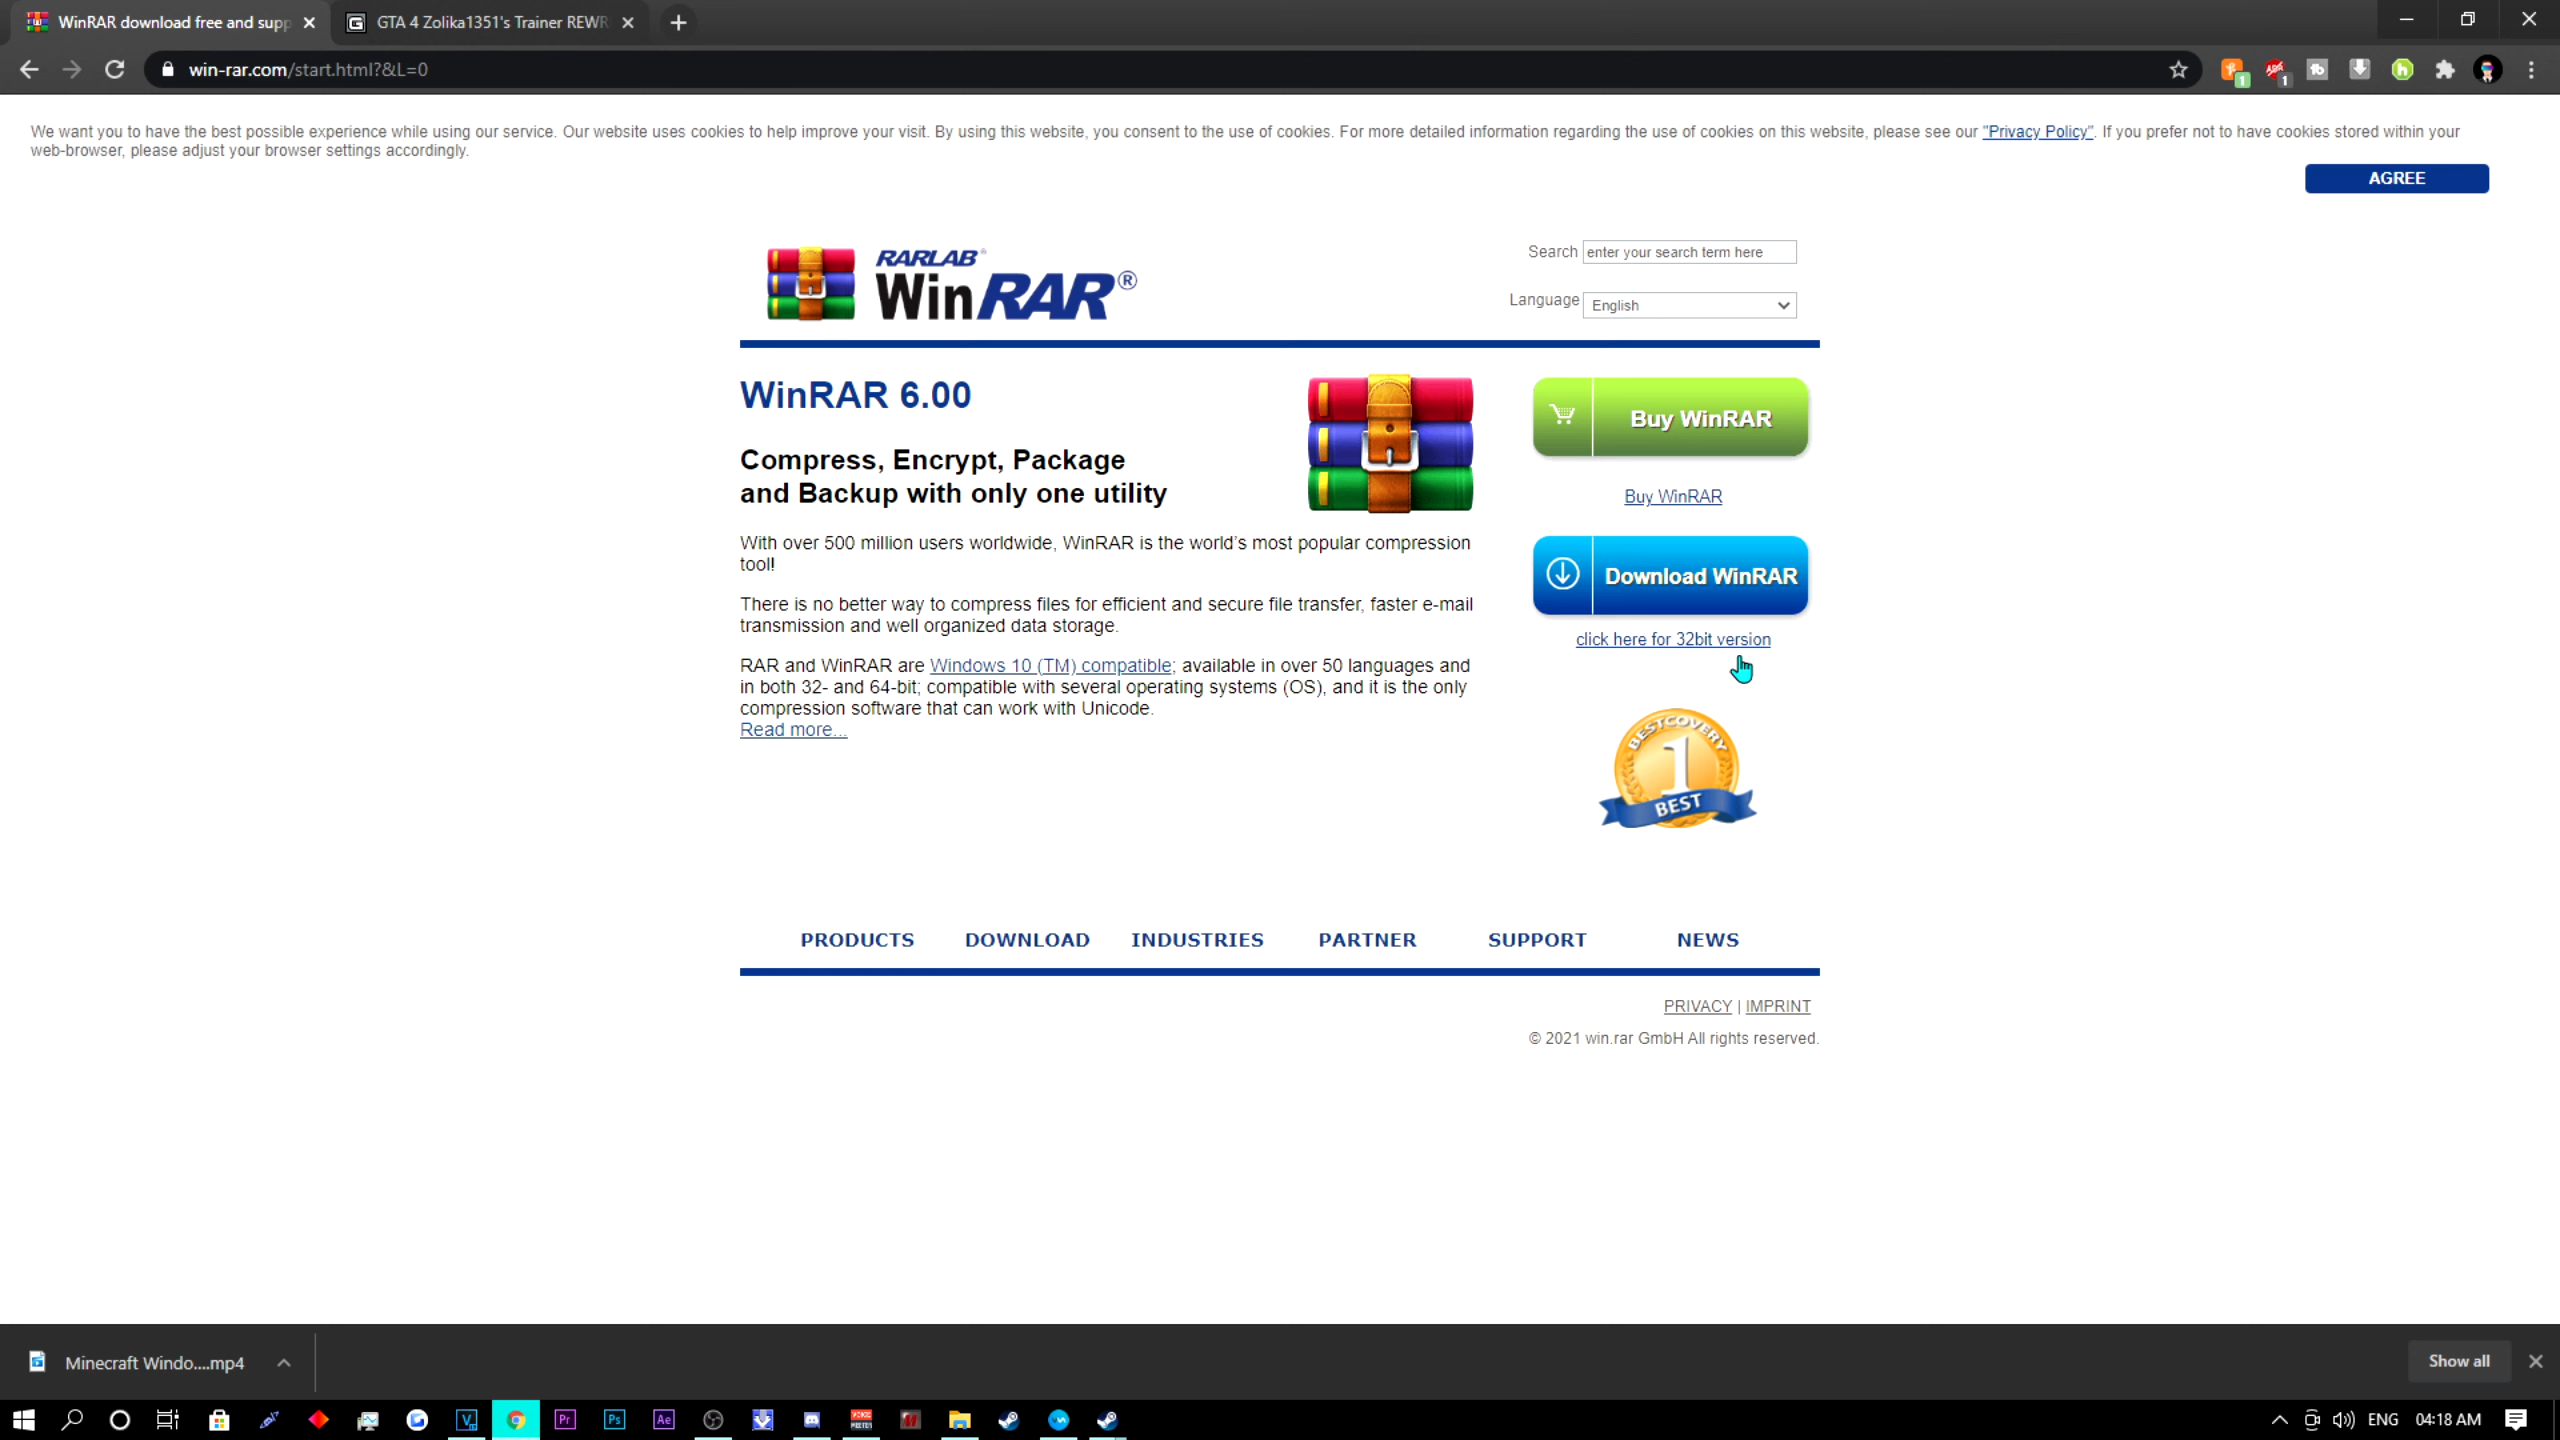 WinRAR download free and supp
GTA 4 Zolika1351's Trainer REWR
win-rar.com/start.html?&L=0
We want you to have the best possible experience while using our service. Our website uses cookies to help improve your visit. By using this website, you consent to the use of cookies. For more detailed information regarding the use of cookies on this website, please see our "Privacy Policy". If you prefer not to have cookies stored within your
web-browser, please adjust your browser settings accordingly.
AGREE
RARLAB®
WinRAR®
Search enter your search term here
Language English
WinRAR 6.00
Compress, Encrypt, Package
and Backup with only one utility
With over 500 million users worldwide, WinRAR is the world's most popular compression
tool!
There is no better way to compress files for efficient and secure file transfer, faster e-mail
transmission and well organized data storage.
RAR and WinRAR are Windows 10 (TM) compatible; available in over 50 languages and
in both 32- and 64-bit; compatible with several operating systems (OS), and it is the only
compression software that can work with Unicode.
Read more...
Buy WinRAR
Buy WinRAR
Download WinRAR
click here for 32bit version
BESTCOVERY
1
BEST
PRODUCTS DOWNLOAD INDUSTRIES PARTNER SUPPORT NEWS
PRIVACY | IMPRINT
© 2021 win.rar GmbH All rights reserved.
Minecraft Windo....mp4
Show all
Pr Ps Ae
ENG 04:18 AM